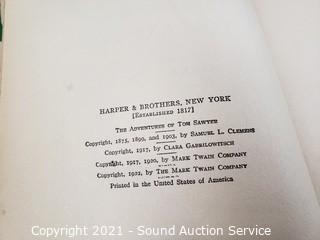 HARPER & BROTHERS, NEW YORK
[ESTABLISHED 1817]
THE ADVENTURES OF TOM SAWYER
Copyright, 1875, 1899, and 1903, by SAMUEL L. CLEMENS
Copyright, 1917, by CLARA GABRILOWITSCH
Copyright, 1917, 1920, by MARK TWAIN COMPANY
Copyright, 1922, by THE MARK TWAIN COMPANY
Printed in the United States of America
Copyright 2021 - Sound Auction Service